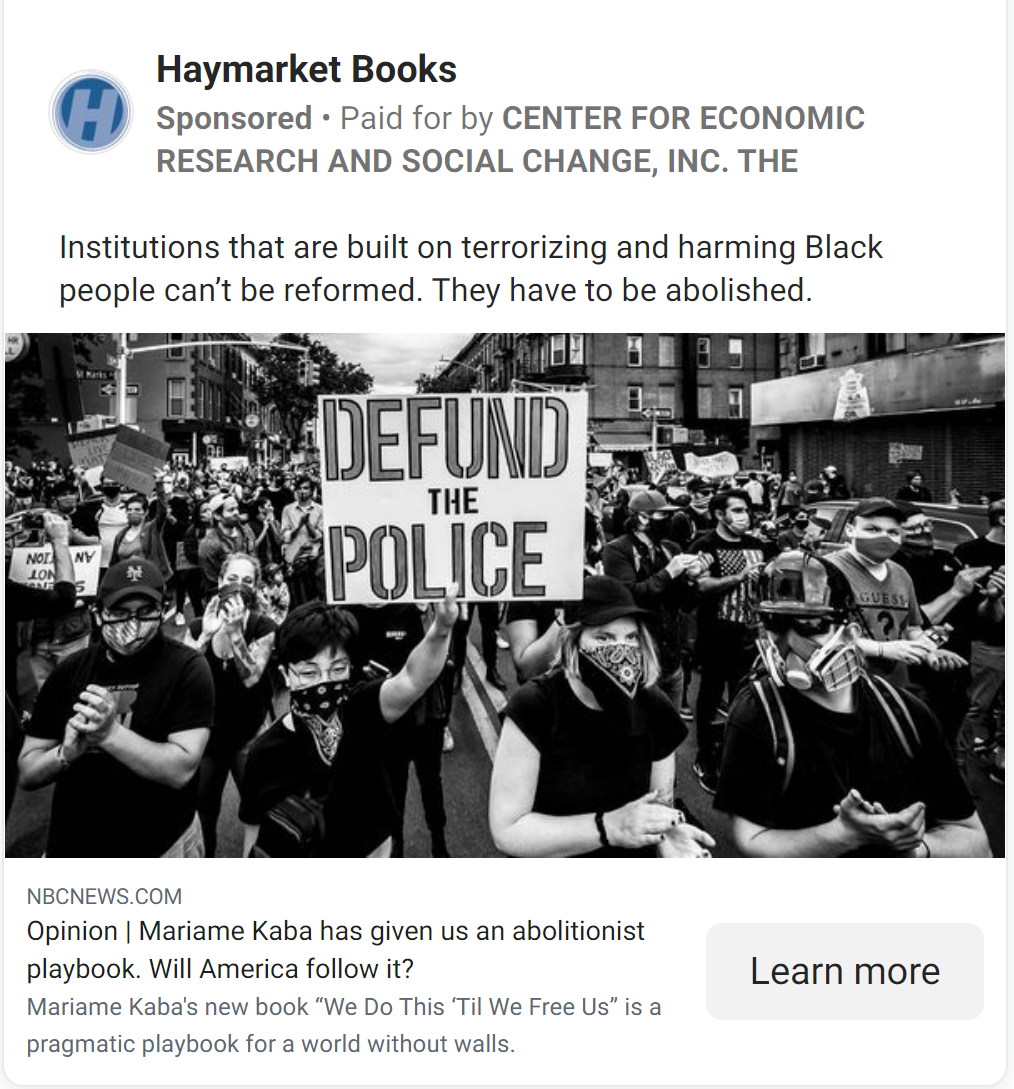 Haymarket Books
Sponsored • Paid for by CENTER FOR ECONOMIC
RESEARCH AND SOCIAL CHANGE, INC. THE
H
Institutions that are built on terrorizing and harming Black
people can’t be reformed. They have to be abolished.
St Marks
DEFUND
THE
POLICE
GUESS
?
NBCNEWS.COM
Opinion | Mariame Kaba has given us an abolitionist
playbook. Will America follow it?
Mariame Kaba's new book “We Do This ‘Til We Free Us” is a
pragmatic playbook for a world without walls.
Learn more